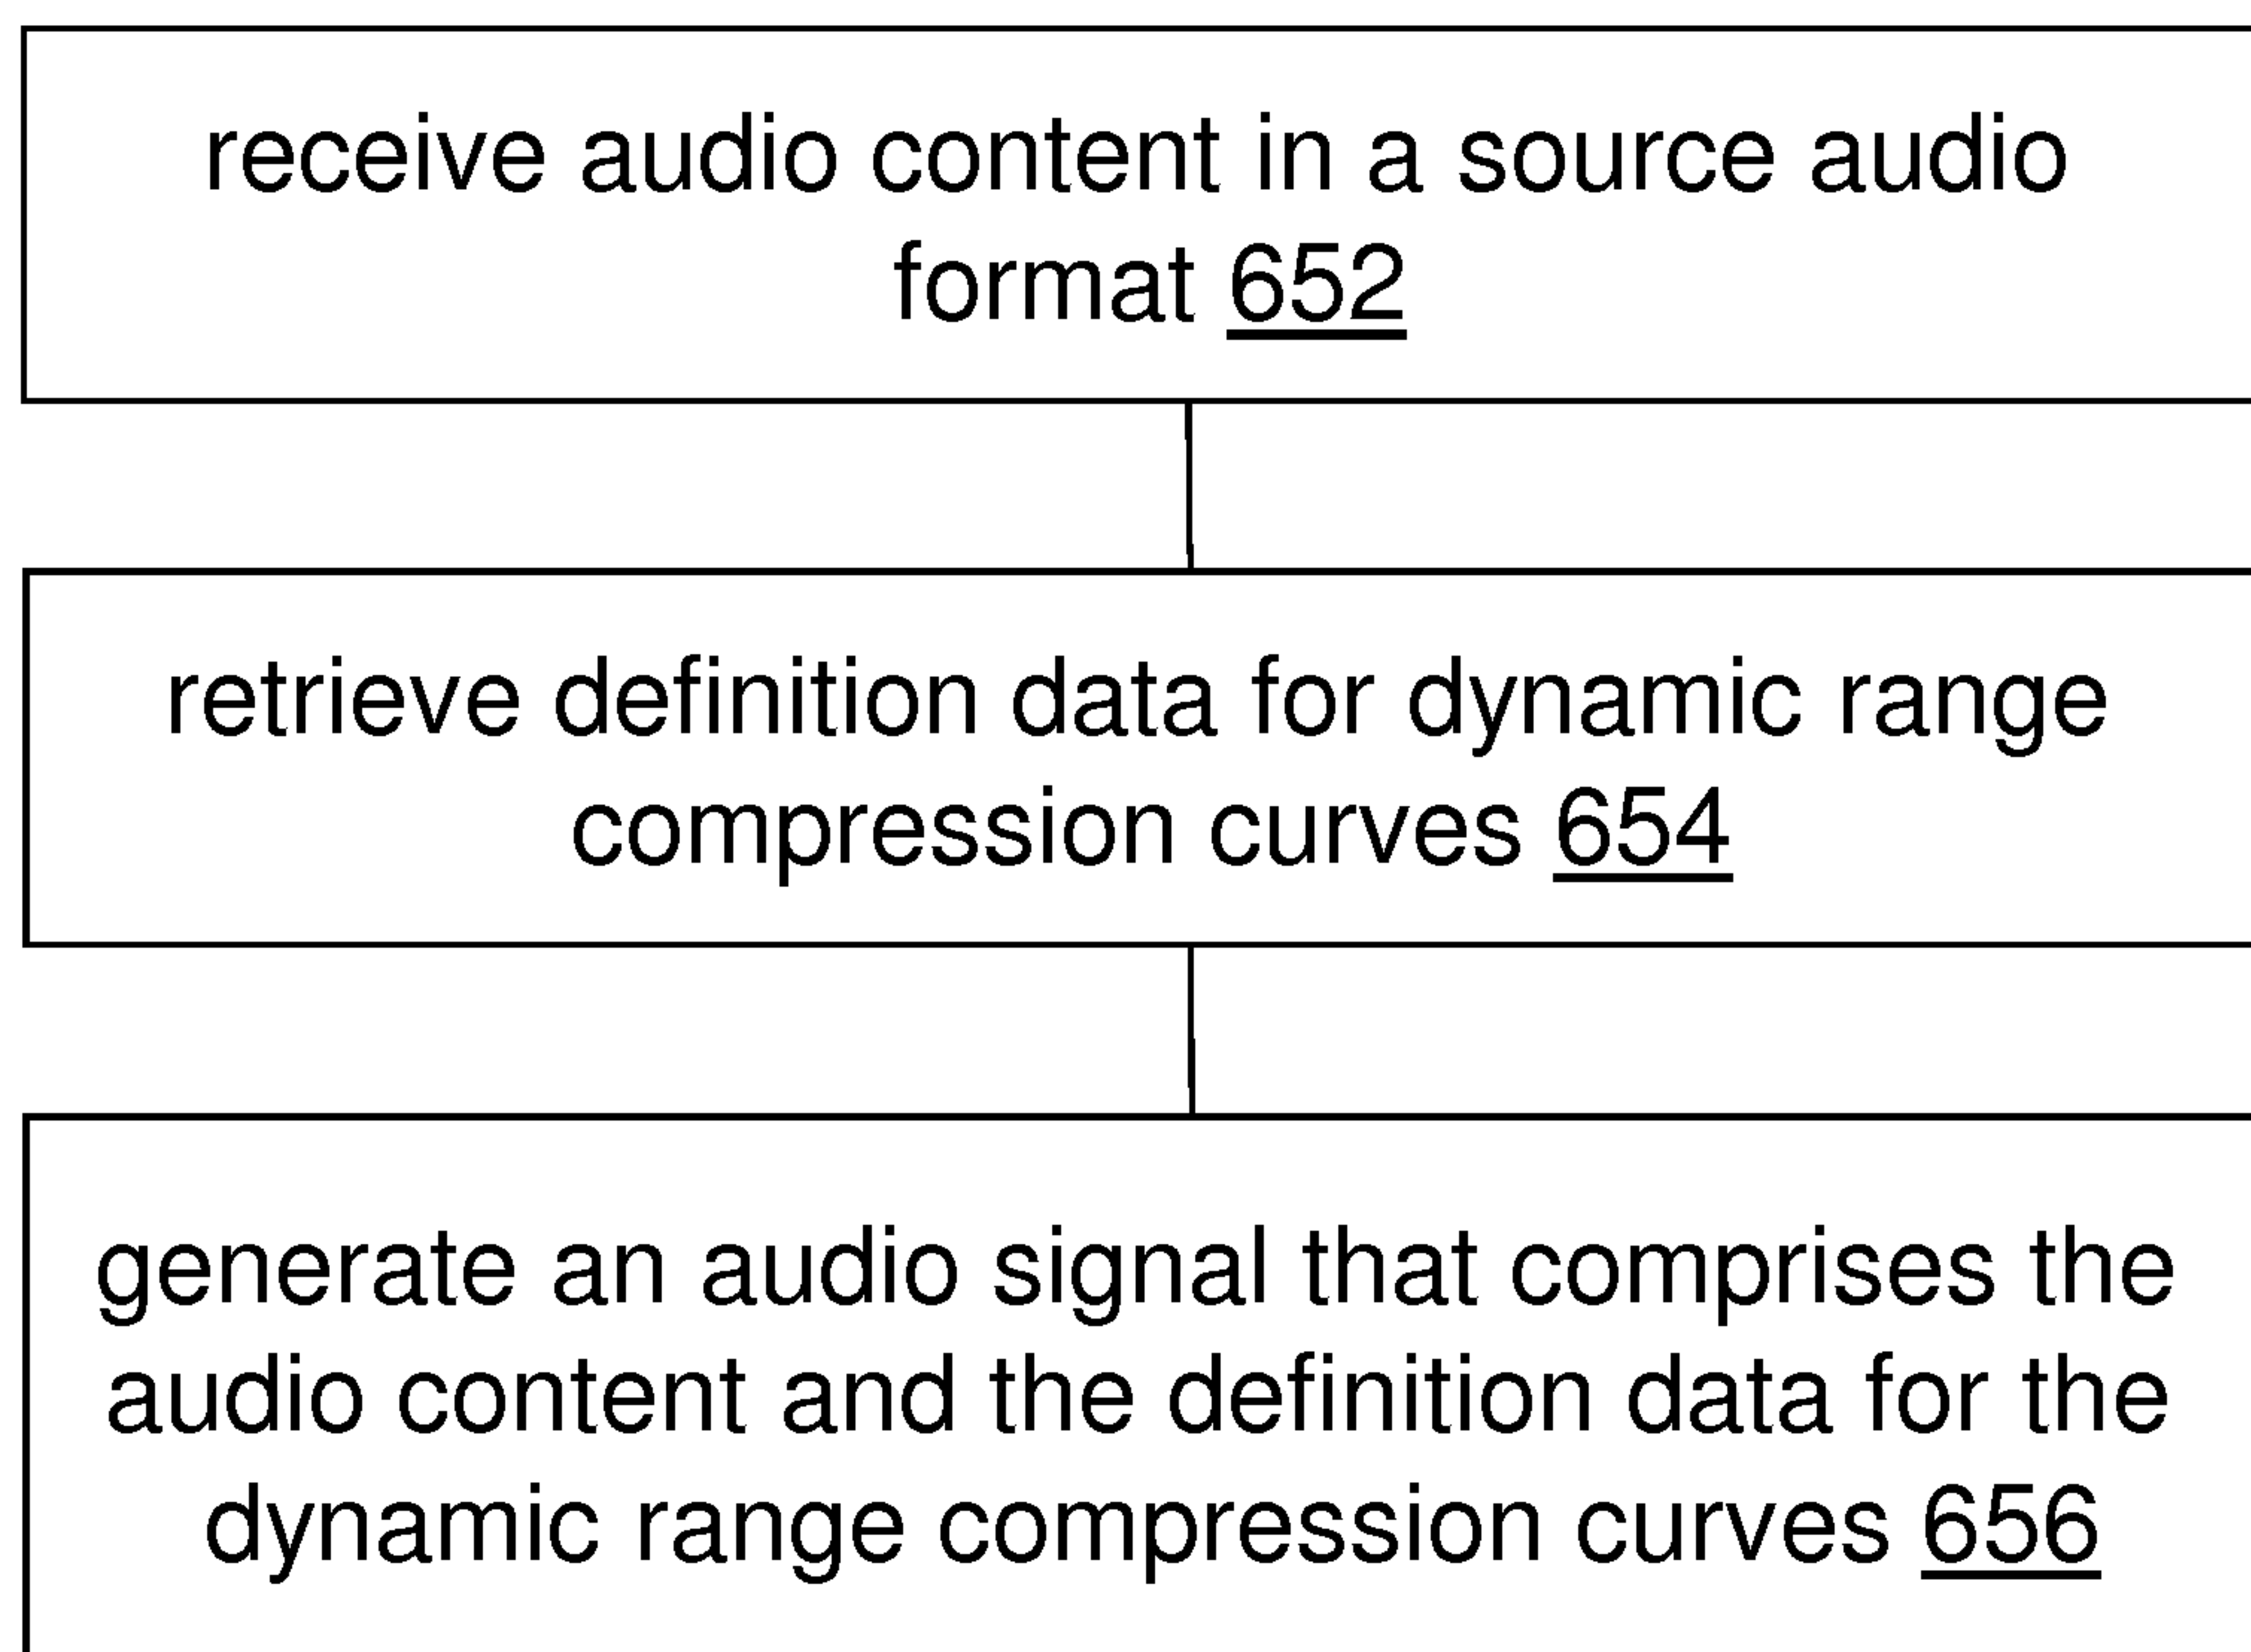 receive audio content in a source audio
format 652
retrieve definition data for dynamic range
compression curves 654
generate an audio signal that comprises the
audio content and the definition data for the
dynamic range compression curves 656